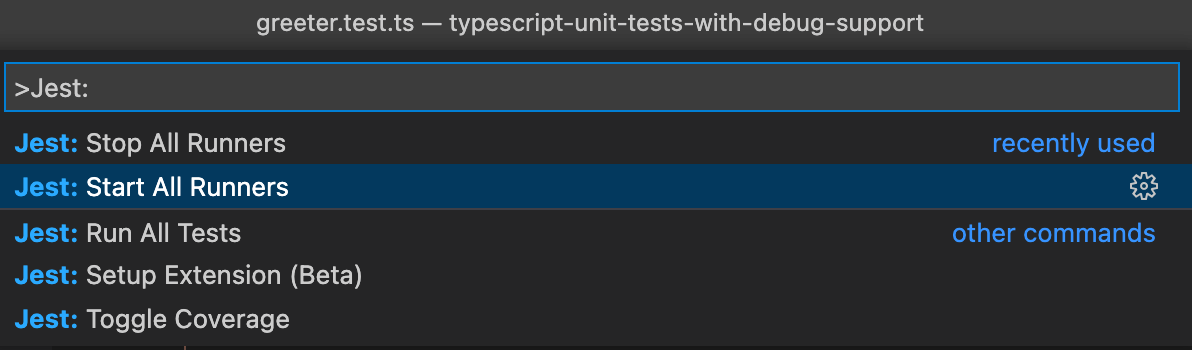 greeter.test.ts — typescript-unit-tests-with-debug-support
>Jest:
Jest: Stop All Runners recently used
Jest: Start All Runners
Jest: Run All Tests other commands
Jest: Setup Extension (Beta)
Jest: Toggle Coverage